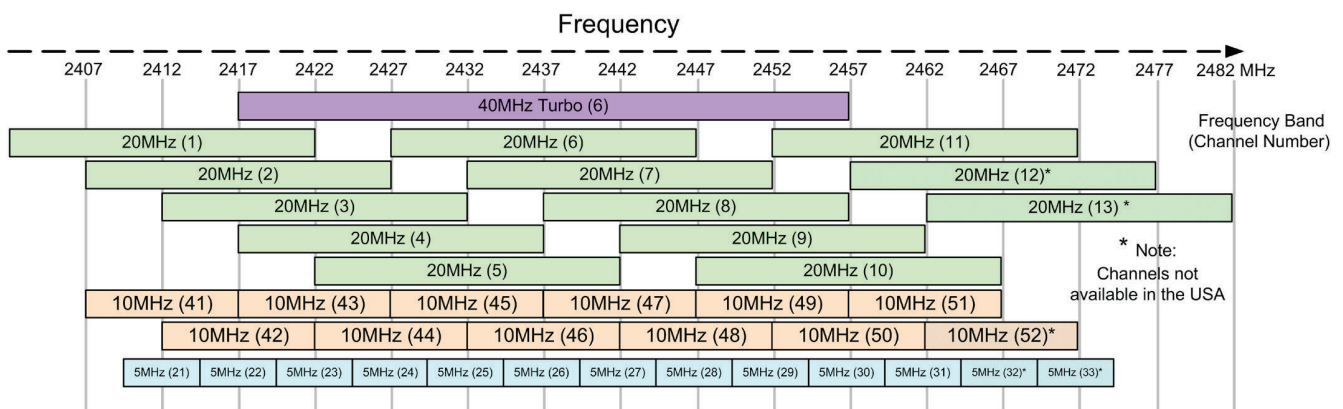 Frequency
2407 2412 2417 2422 2427 2432 2437 2442 2447 2452 2457 2462 2467 2472 2477 2482 MHz
40MHz Turbo (6)
Frequency Band
(Channel Number)
20MHz (1) 20MHz (6) 20MHz (11)
20MHz (2) 20MHz (7) 20MHz (12)*
20MHz (3) 20MHz (8) 20MHz (13) *
20MHz (4) 20MHz (9)
20MHz (5) 20MHz (10)
* Note:
Channels not
available in the USA
10MHz (41) 10MHz (43) 10MHz (45) 10MHz (47) 10MHz (49) 10MHz (51)
10MHz (42) 10MHz (44) 10MHz (46) 10MHz (48) 10MHz (50) 10MHz (52)*
5MHz (21) 5MHz (22) 5MHz (23) 5MHz (24) 5MHz (25) 5MHz (26) 5MHz (27) 5MHz (28) 5MHz (29) 5MHz (30) 5MHz (31) 5MHz (32)* 5MHz (33)*